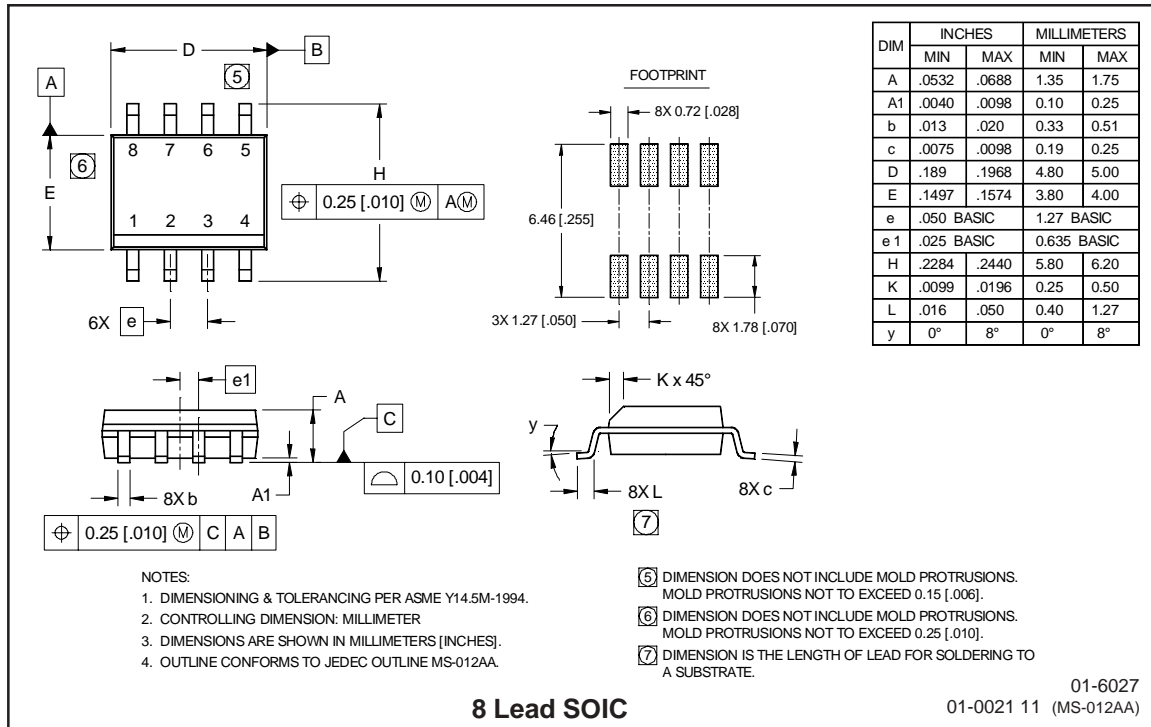 D
B
A
5
8 7 6 5
6
E
H
⌖ 0.25 [.010] Ⓜ AⓂ
1 2 3 4
6X e
FOOTPRINT
8X 0.72 [.028]
6.46 [.255]
3X 1.27 [.050]
8X 1.78 [.070]
DIM INCHES MILLIMETERS
MIN MAX MIN MAX
A .0532 .0688 1.35 1.75
A1 .0040 .0098 0.10 0.25
b .013 .020 0.33 0.51
c .0075 .0098 0.19 0.25
D .189 .1968 4.80 5.00
E .1497 .1574 3.80 4.00
e .050 BASIC 1.27 BASIC
e 1 .025 BASIC 0.635 BASIC
H .2284 .2440 5.80 6.20
K .0099 .0196 0.25 0.50
L .016 .050 0.40 1.27
y 0° 8° 0° 8°
e1
A
C
0.10 [.004]
8X b
A1
⌖ 0.25 [.010] Ⓜ C A B
K x 45°
y
8X L
7
8X c
NOTES:
1. DIMENSIONING & TOLERANCING PER ASME Y14.5M-1994.
2. CONTROLLING DIMENSION: MILLIMETER
3. DIMENSIONS ARE SHOWN IN MILLIMETERS [INCHES].
4. OUTLINE CONFORMS TO JEDEC OUTLINE MS-012AA.
5 DIMENSION DOES NOT INCLUDE MOLD PROTRUSIONS.
MOLD PROTRUSIONS NOT TO EXCEED 0.15 [.006].
6 DIMENSION DOES NOT INCLUDE MOLD PROTRUSIONS.
MOLD PROTRUSIONS NOT TO EXCEED 0.25 [.010].
7 DIMENSION IS THE LENGTH OF LEAD FOR SOLDERING TO
A SUBSTRATE.
8 Lead SOIC
01-6027
01-0021 11 (MS-012AA)